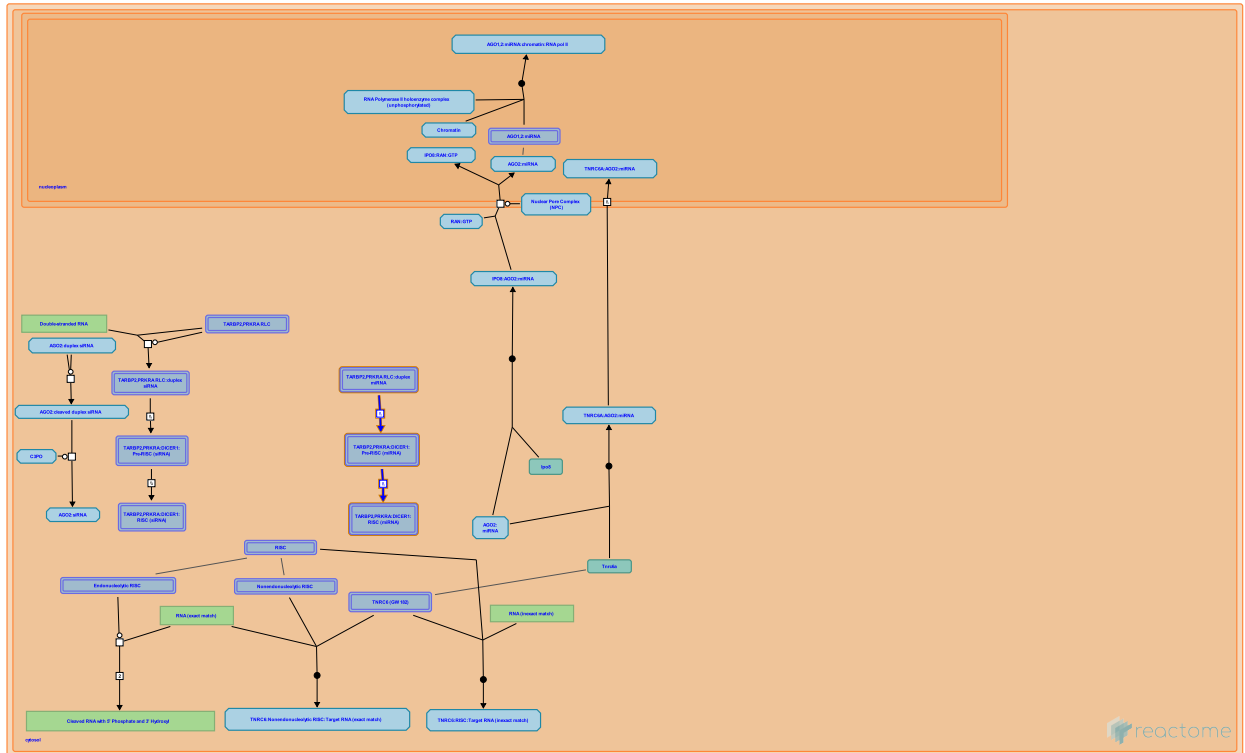 AGO1,2:miRNA:chromatin:RNA pol II
RNA Polymerase II holoenzyme complex
(unphosphorylated)
Chromatin
AGO1,2:miRNA
IPO8:RAN:GTP
AGO2:miRNA
TNRC6A:AGO2:miRNA
nucleoplasm
Nuclear Pore Complex
(NPC)
RAN:GTP
IPO8:AGO2:miRNA
Double-stranded RNA
TARBP2,PRKRA:RLC
AGO2:duplex siRNA
TARBP2,PRKRA:RLC:duplex
siRNA
TARBP2,PRKRA:RLC:duplex
miRNA
AGO2:cleaved duplex siRNA
TNRC6A:AGO2:miRNA
TARBP2,PRKRA:DICER1:
Pre-RISC (siRNA)
TARBP2,PRKRA:DICER1:
Pre-RISC (miRNA)
C3PO
Ipo8
AGO2:siRNA
TARBP2,PRKRA:DICER1:
RISC (siRNA)
TARBP2,PRKRA:DICER1:
RISC (miRNA)
AGO2:
miRNA
RISC
Tnrc6a
Endonucleolytic RISC
Nonendonucleolytic RISC
TNRC6 (GW182)
RNA (exact match)
RNA (inexact match)
2
Cleaved RNA with 5' Phosphate and 3' Hydroxyl
TNRC6:Nonendonucleolytic RISC:Target RNA (exact match)
TNRC6:RISC:Target RNA (inexact match)
cytosol
reactome